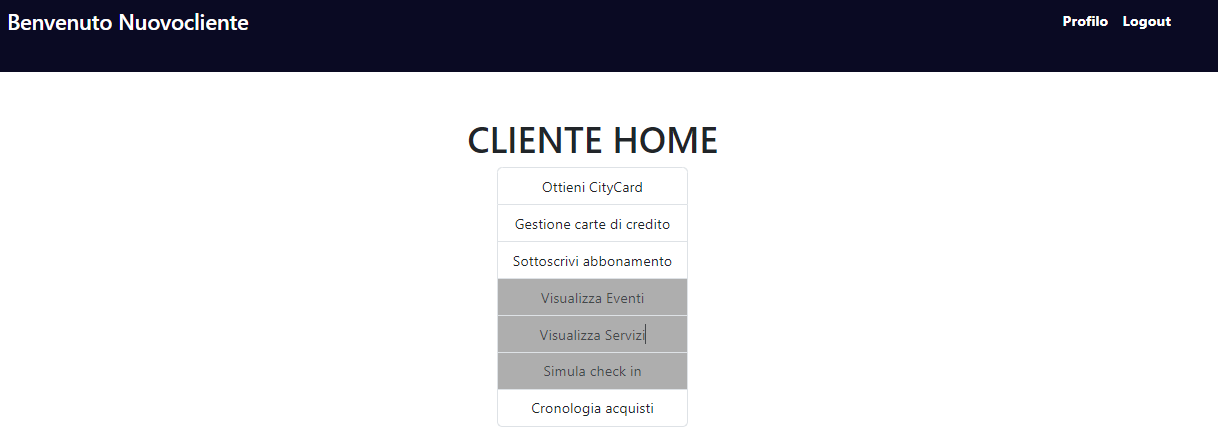 Benvenuto Nuovocliente
Profilo Logout
CLIENTE HOME
Ottieni CityCard
Gestione carte di credito
Sottoscrivi abbonamento
Visualizza Eventi
Visualizza Servizi
Simula check in
Cronologia acquisti